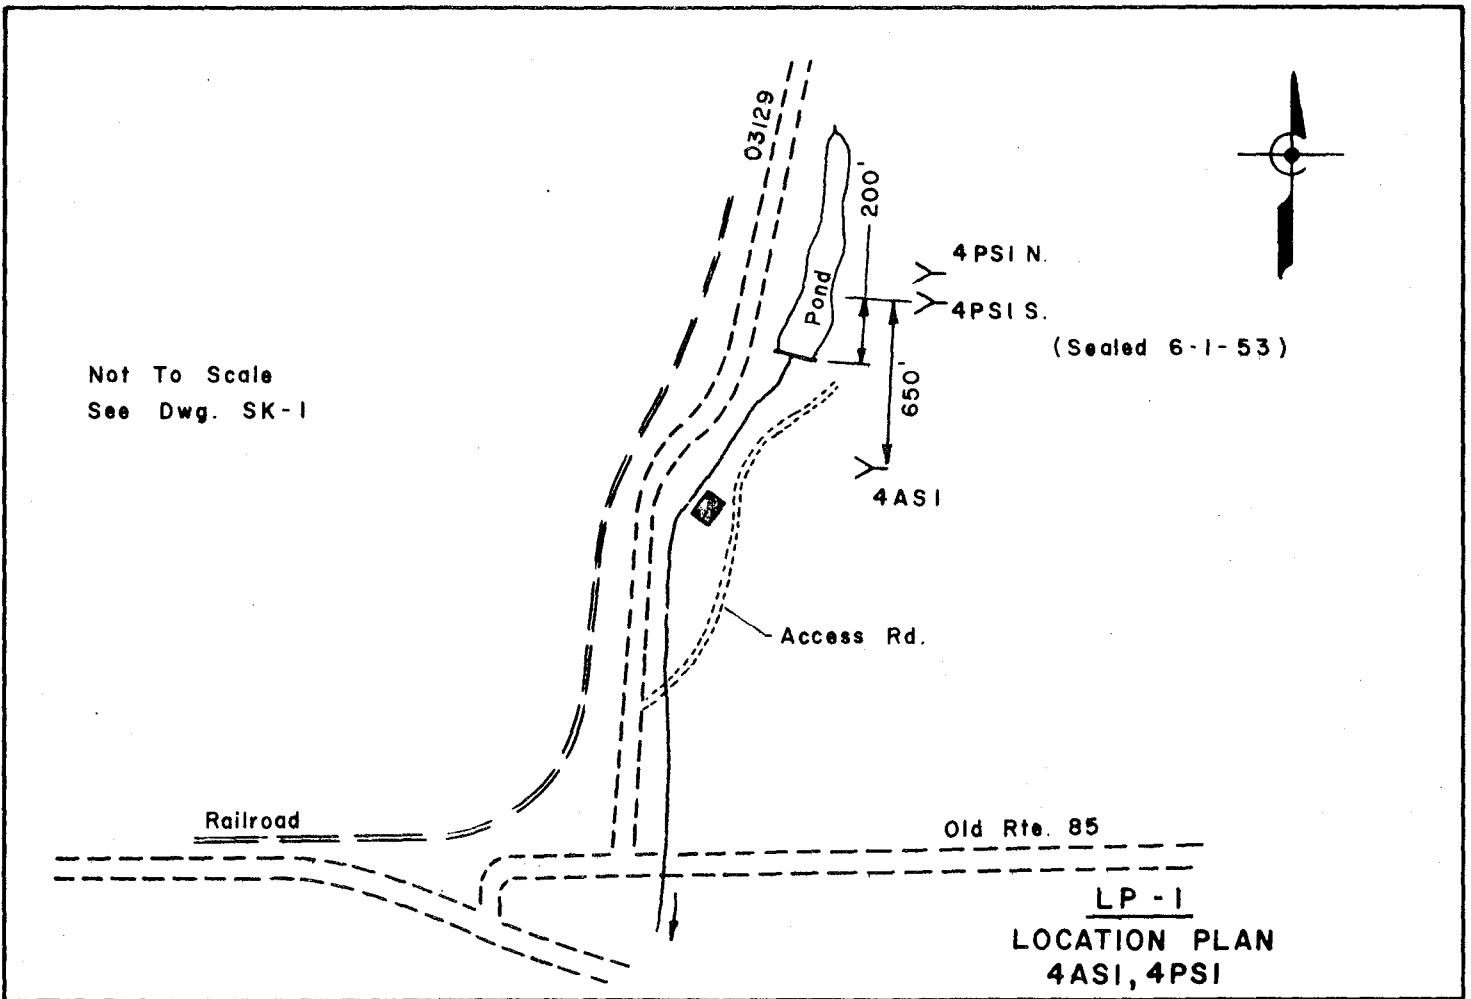 03129
200'
4PSI N.
Pond
4PSI S.
(Sealed 6-1-53)
Not To Scale
See Dwg. SK-1
650'
4ASI
Access Rd.
Railroad
Old Rte. 85
LP-1
LOCATION PLAN
4ASI, 4PSI